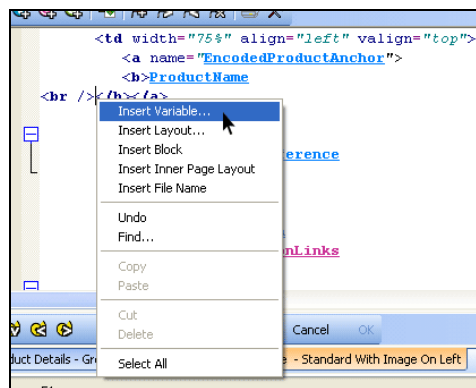 <td width="75%" align="left" valign="top">
<a name="EncodedProductAnchor">
<b>ProductName
<br /></b></a>
Insert Variable...
Insert Layout...
Insert Block
erence
Insert Inner Page Layout
Insert File Name
Undo
Find...
nLinks
Copy
Paste
Cut
Delete
Cancel OK
Select All
duct Details - Gr
- Standard With Image On Left